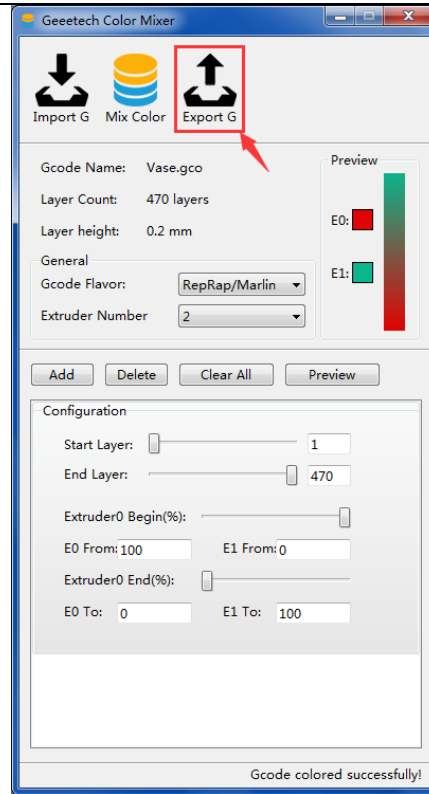 Geeetech Color Mixer
Import G Mix Color Export G
Gcode Name: Vase.gco
Layer Count: 470 layers
Layer height: 0.2 mm
Preview
E0:
E1:
General
Gcode Flavor: RepRap/Marlin
Extruder Number 2
Add Delete Clear All Preview
Configuration
Start Layer: 1
End Layer: 470
Extruder0 Begin(%):
E0 From: 100 E1 From: 0
Extruder0 End(%):
E0 To: 0 E1 To: 100
Gcode colored successfully!